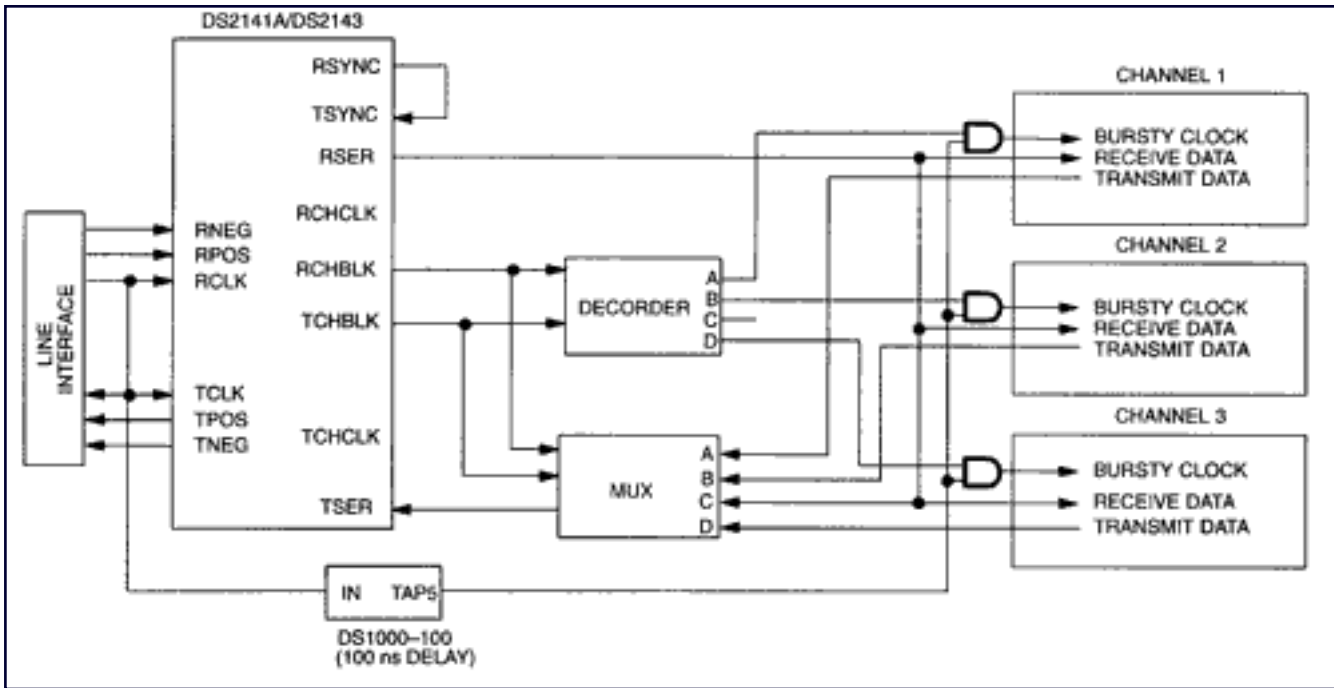 DS2141A/DS2143
RSYNC
TSYNC
RSER
RCHCLK
RCHBLK
TCHBLK
TCHCLK
TSER
RNEG
RPOS
RCLK
TCLK
TPOS
TNEG
LINE
INTERFACE
DECORDER
A
B
C
D
MUX
A
B
C
D
IN TAP5
DS1000-100
(100 ns DELAY)
CHANNEL 1
BURSTY CLOCK
RECEIVE DATA
TRANSMIT DATA
CHANNEL 2
BURSTY CLOCK
RECEIVE DATA
TRANSMIT DATA
CHANNEL 3
BURSTY CLOCK
RECEIVE DATA
TRANSMIT DATA